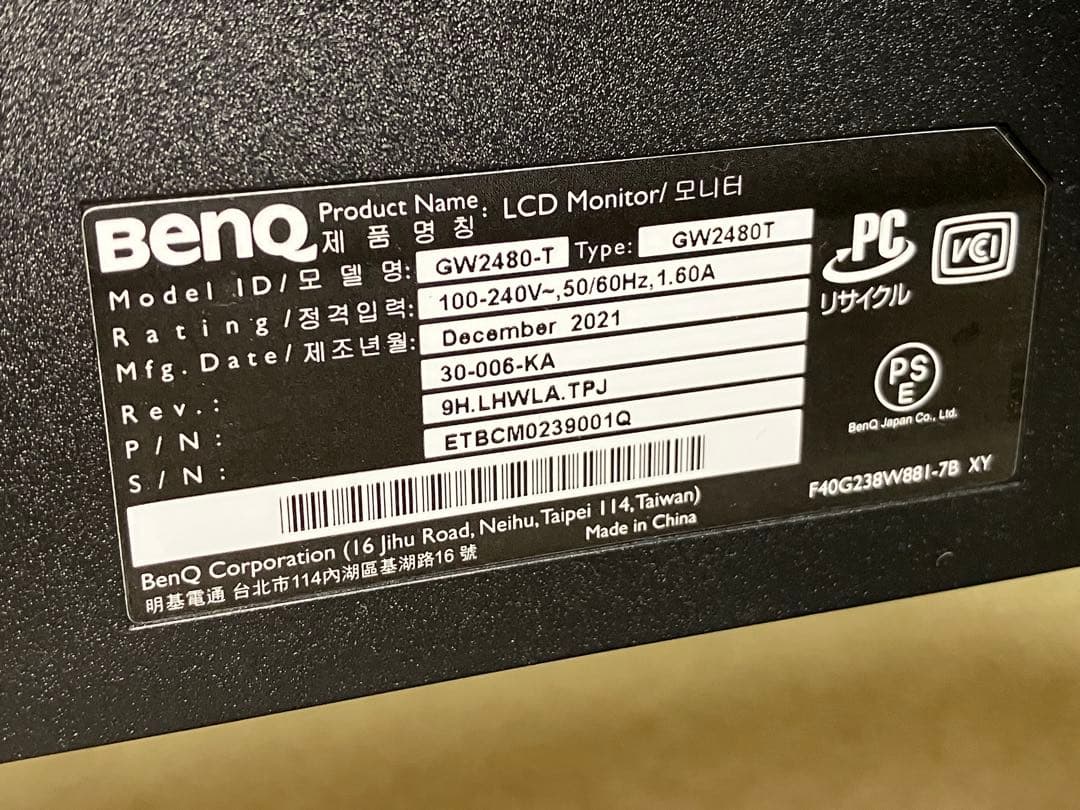 BenQ
Product Name: LCD Monitor/ 모니터
제 품 명 칭
Model ID/ 모 델 명: GW2480-T Type: GW2480T
Rating/정격입력: 100-240V~,50/60Hz,1.60A
Mfg. Date/ 제조년월: December 2021
Rev.: 30-006-KA
P/N: 9H.LHWLA.TPJ
S/N: ETBCM0239001Q
BenQ Corporation (16 Jihu Road, Neihu, Taipei 114, Taiwan)
明基電通 台北市114內湖區基湖路16 號
Made in China
PC
リサイクル
VCI
PSE
BenQ Japan Co., Ltd.
F40G238W881-7B XY